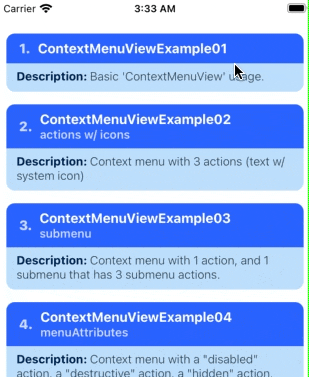 Carrier 3:33 AM
1. ContextMenuViewExample01
Description: Basic 'ContextMenuView' usage.
2. ContextMenuViewExample02
actions w/ icons
Description: Context menu with 3 actions (text w/
system icon)
3. ContextMenuViewExample03
submenu
Description: Context menu with 1 action, and 1
submenu that has 3 submenu actions.
4. ContextMenuViewExample04
menuAttributes
Description: Context menu with a "disabled"
action, a "destructive" action, a "hidden" action,